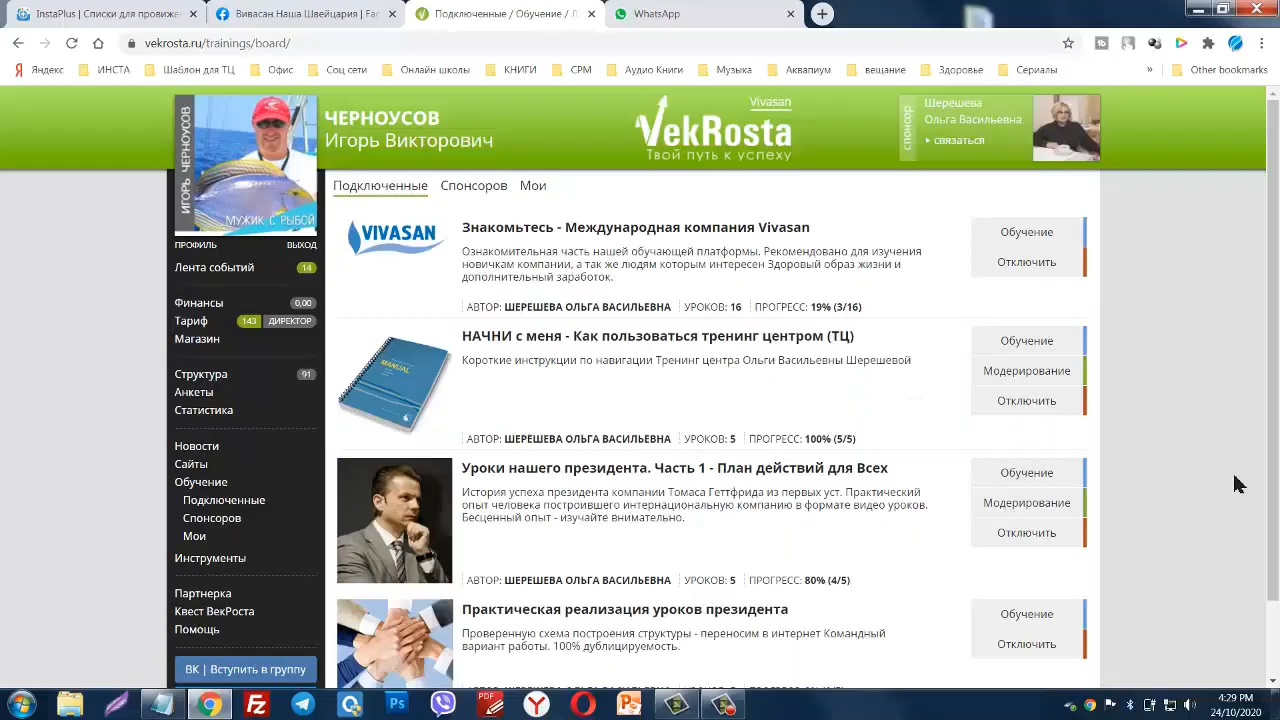 InstaPlus | Спискирижте провижен
Вивасан Наша Швейцария | Fac
Подключенные / Обучение / Л
WhatsApp
vekrosta.ru/trainings/board/
Яндекс
ИНСТА
Шаблон для ТЦ
Офис
Соц сети
Онлайн школы
КНИГИ
СРМ
Аудио Книги
Музыка
Аквапиум
вещание
Здоровье
Сериалы
»
Other bookmarks
ИГОРЬ ЧЕРНОУСОВ
МУЖИК С РЫБОЙ
ЧЕРНОУСОВ
Игорь Викторович
Vivasan
VekRosta
Твой путь к успеху
спонсор
Шерешева
Ольга Васильевна
связаться
ПРОФИЛЬ ВЫХОД
Лента событий 14
Финансы 0,00
Тариф 143 ДИРЕКТОР
Магазин
Структура 91
Анкеты
Статистика
Новости
Сайты
Обучение
Подключенные
Спонсоров
Мои
Инструменты
Партнерка
Квест ВекРоста
Помощь
ВК | Вступить в группу
Подключенные Спонсоров Мои
VIVASAN
Знакомьтесь - Международная компания Vivasan
Ознакомительная часть нашей обучающей платформы. Рекомендовано для изучения
новичкам компании, а так же людям которым интересен Здоровый образ жизни и
дополнительный заработок.
АВТОР: ШЕРЕШЕВА ОЛЬГА ВАСИЛЬЕВНА УРОКОВ: 16 ПРОГРЕСС: 19% (3/16)
Обучение
Отключить
MANUAL
НАЧНИ с меня - Как пользоваться тренинг центром (ТЦ)
Короткие инструкции по навигации Тренинг центра Ольги Васильевны Шерешевой
АВТОР: ШЕРЕШЕВА ОЛЬГА ВАСИЛЬЕВНА УРОКОВ: 5 ПРОГРЕСС: 100% (5/5)
Обучение
Модерирование
Отключить
Уроки нашего президента. Часть 1 - План действий для Всех
История успеха президента компании Томаса Геттфрида из первых уст. Практический
опыт человека построившего интернациональную компанию в формате видео уроков.
Бесценный опыт - изучайте внимательно.
АВТОР: ШЕРЕШЕВА ОЛЬГА ВАСИЛЬЕВНА УРОКОВ: 5 ПРОГРЕСС: 80% (4/5)
Обучение
Модерирование
Отключить
Практическая реализация уроков президента
Проверенную схема построения структуры - переносим в интернет Командный
вариант работы. 100% дублицируемость.
Обучение
Отключить
4:29 PM
24/10/2020